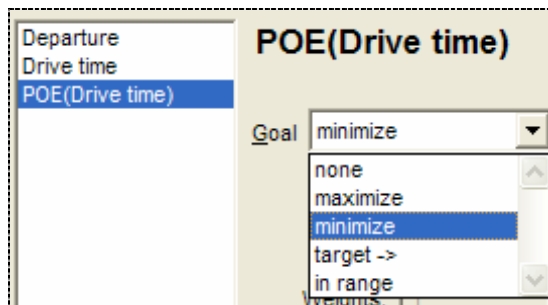 Departure
Drive time
POE(Drive time)
POE(Drive time)
Goal minimize
none
maximize
minimize
target ->
in range